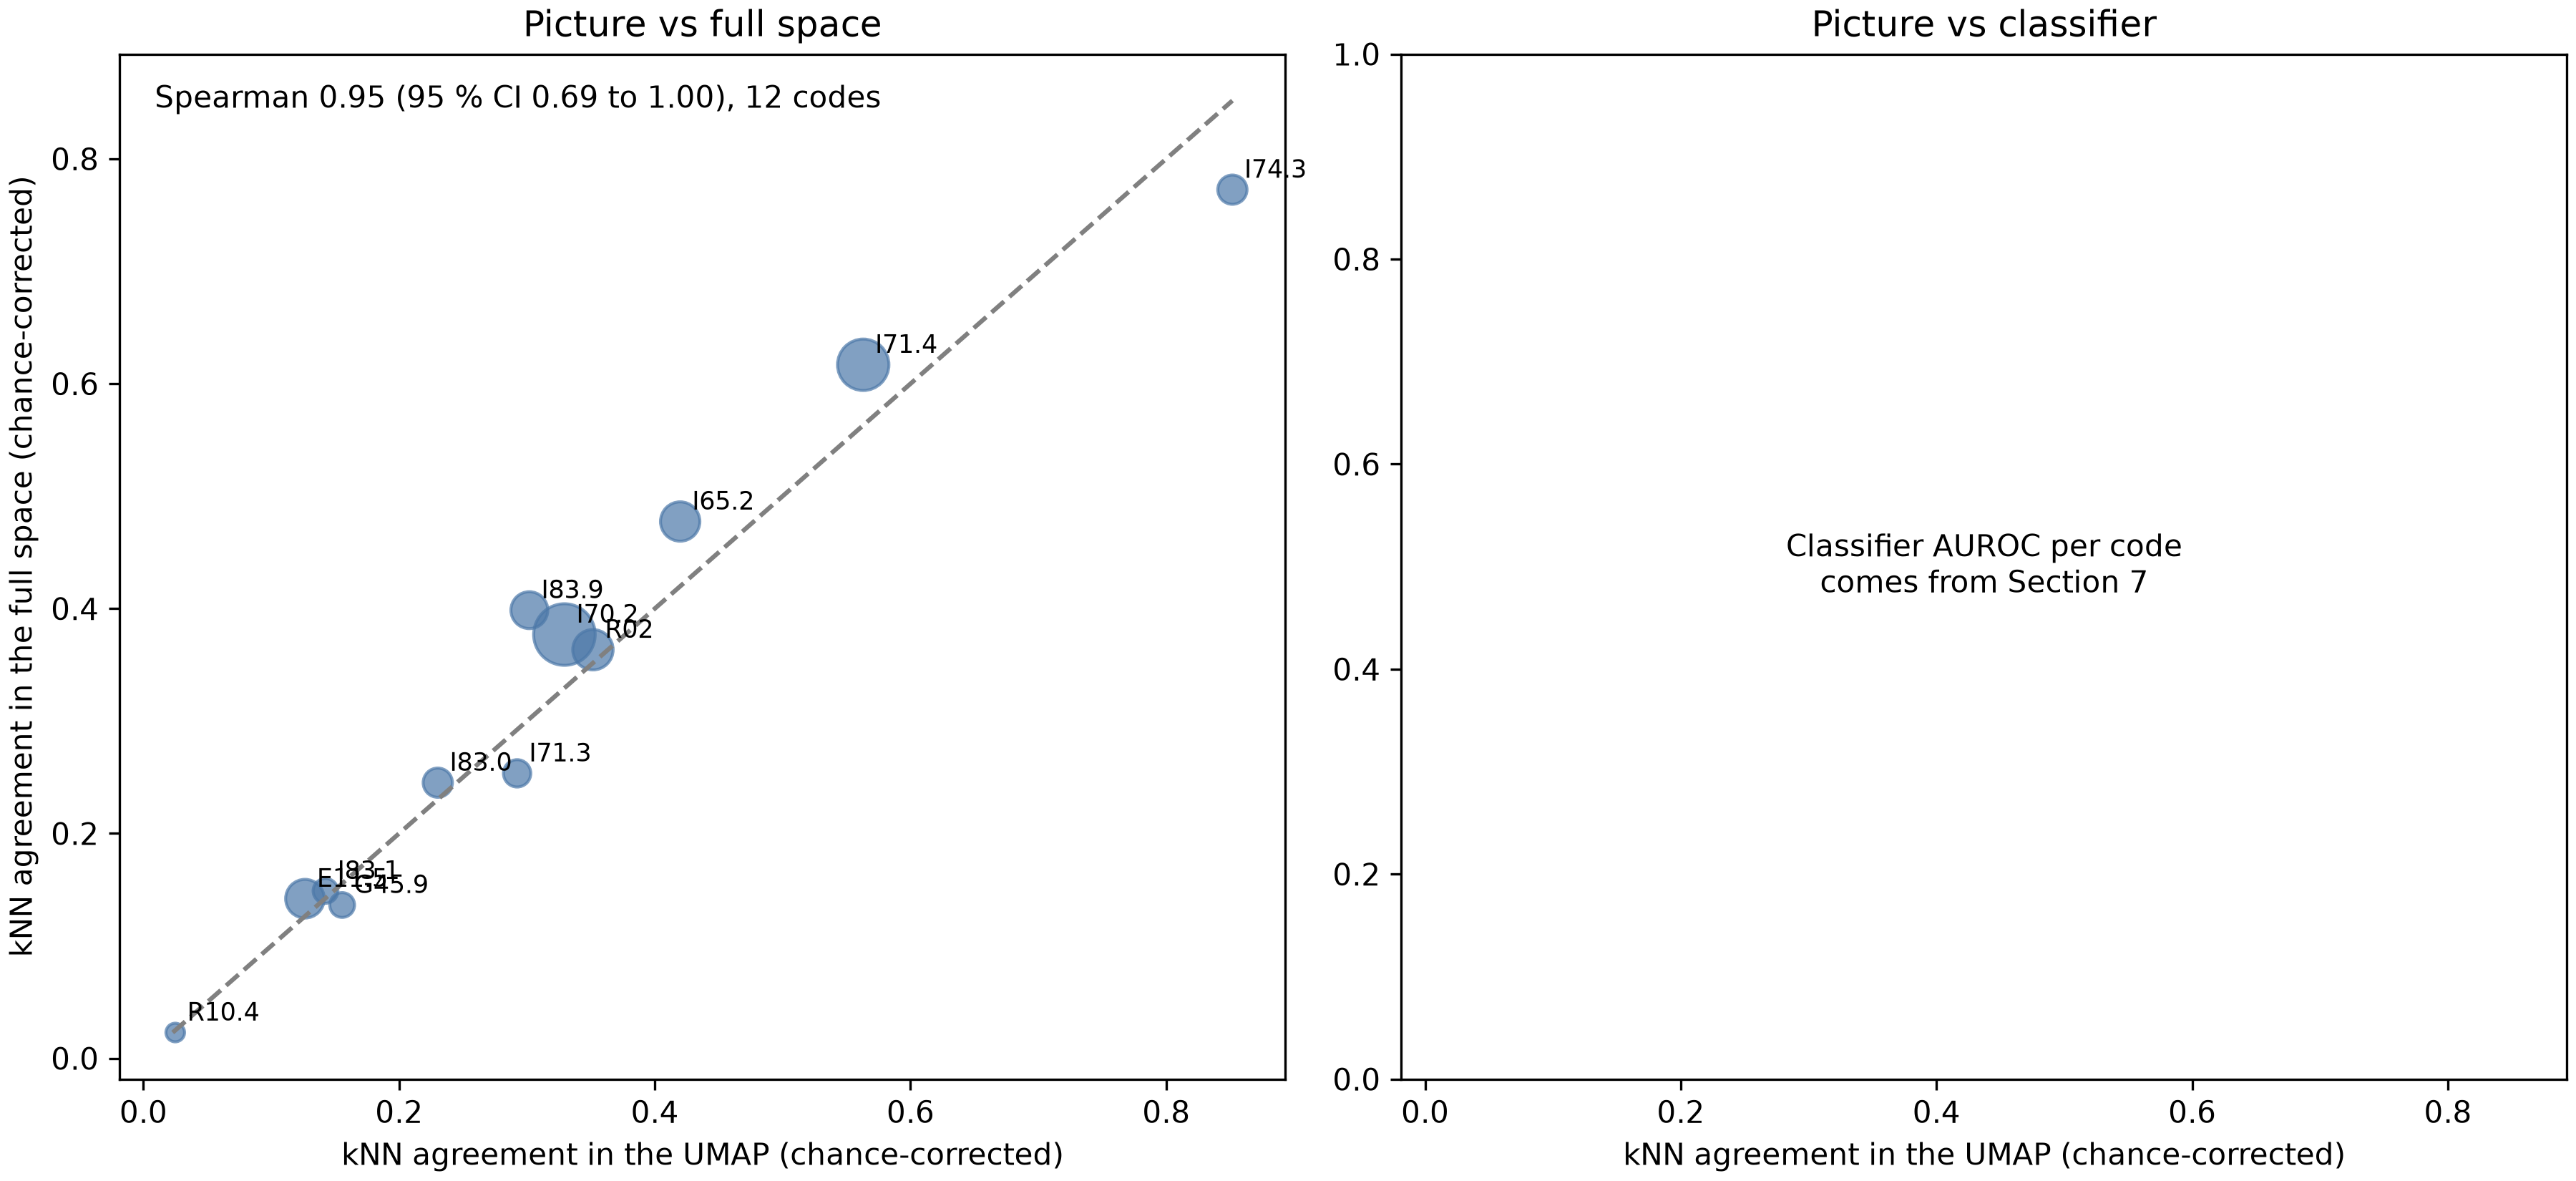 Picture vs full space
Spearman 0.95 (95 % CI 0.69 to 1.00), 12 codes
kNN agreement in the full space (chance-corrected)
0.8
0.6
0.4
0.2
0.0
I74.3
I71.4
I65.2
I83.9
I70.2
R02
I71.3
I83.0
I83.1
G45.9
R10.4
0.0 0.2 0.4 0.6 0.8
kNN agreement in the UMAP (chance-corrected)
Picture vs classifier
1.0
0.8
0.6
0.4
0.2
0.0
Classifier AUROC per code
comes from Section 7
0.0 0.2 0.4 0.6 0.8
kNN agreement in the UMAP (chance-corrected)